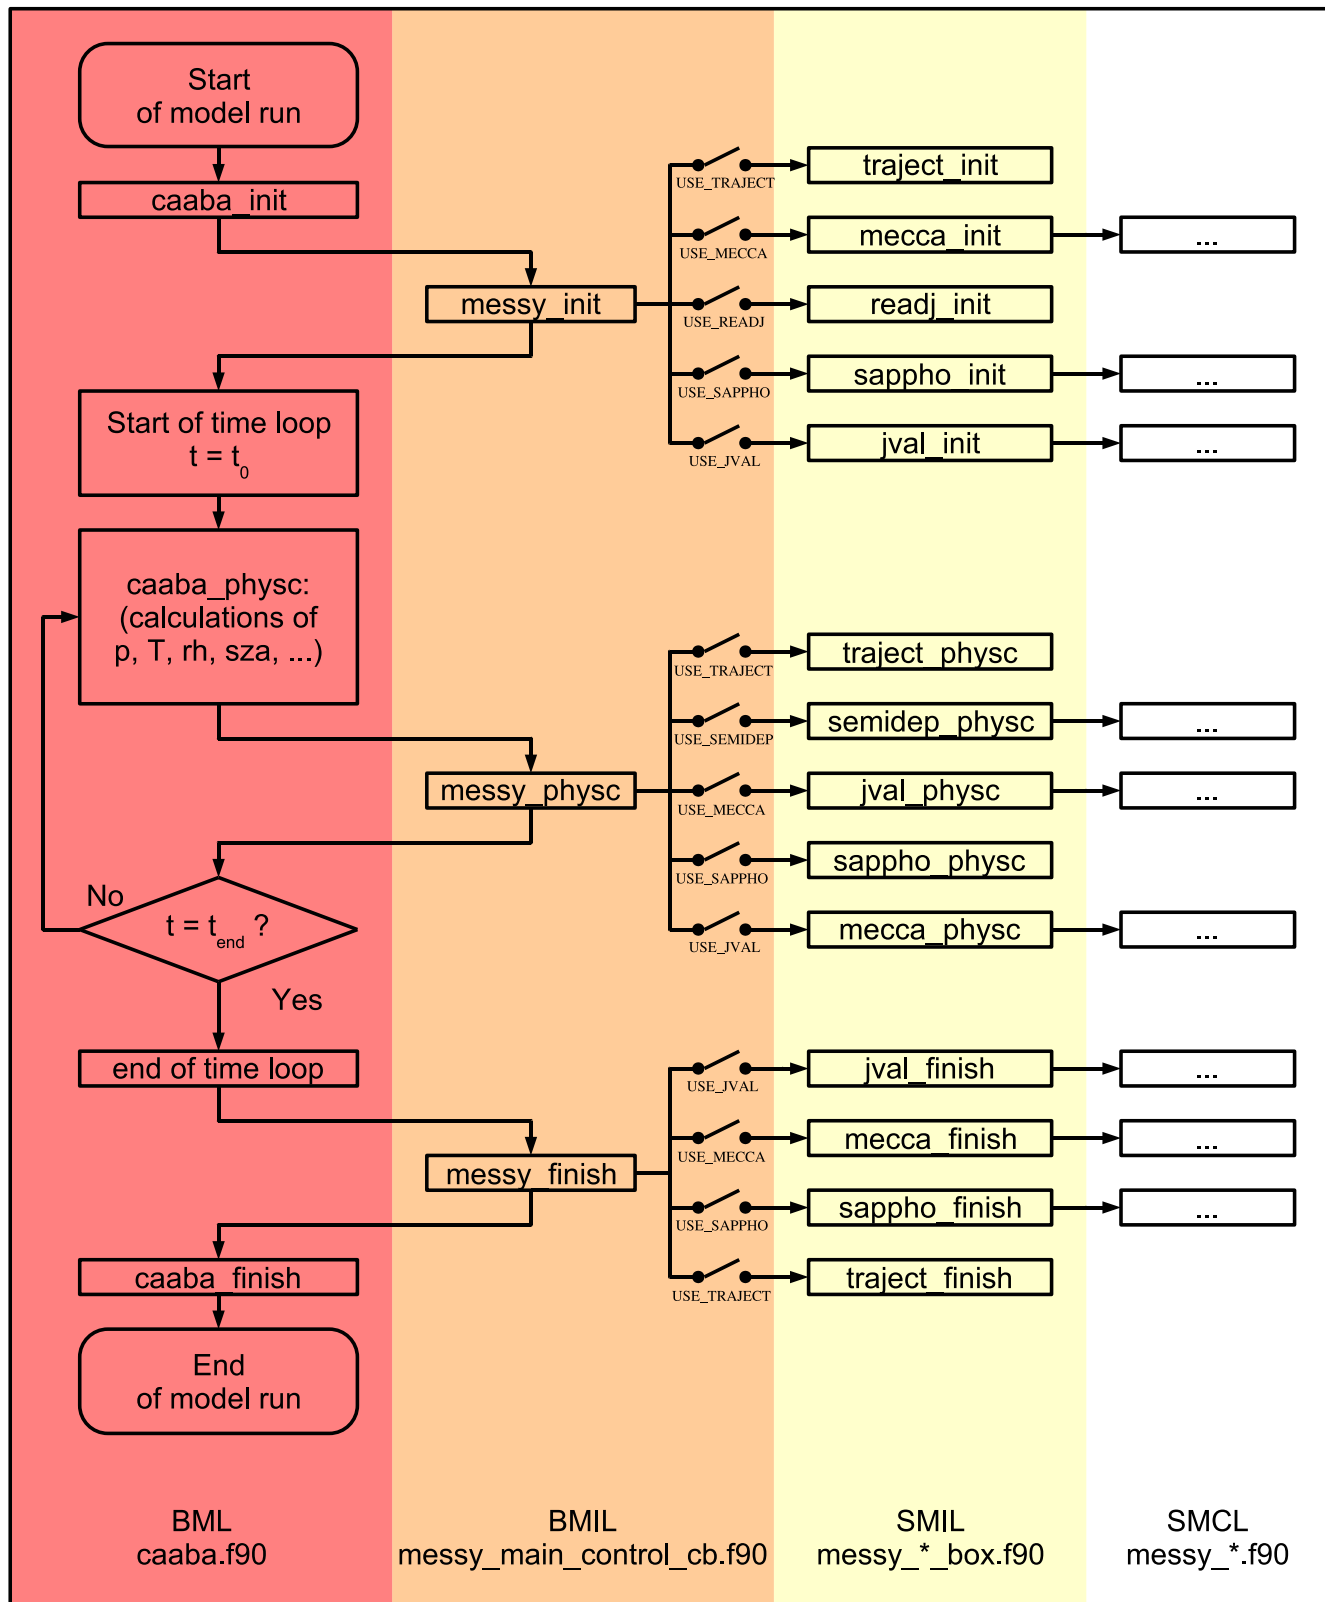 Start
of model run
caaba_init
messy_init
USE_TRAJECT
traject_init
USE_MECCA
mecca_init
...
USE_READJ
readj_init
USE_SAPPHO
sappho_init
...
USE_JVAL
jval_init
...
Start of time loop
t = t0
caaba_physc:
(calculations of
p, T, rh, sza, ...)
messy_physc
USE_TRAJECT
traject_physc
USE_SEMIDEP
semidep_physc
...
USE_MECCA
jval_physc
...
USE_SAPPHO
sappho_physc
USE_JVAL
mecca_physc
...
No
t = tend ?
Yes
end of time loop
messy_finish
USE_JVAL
jval_finish
...
USE_MECCA
mecca_finish
...
USE_SAPPHO
sappho_finish
...
USE_TRAJECT
traject_finish
caaba_finish
End
of model run
BML
caaba.f90
BMIL
messy_main_control_cb.f90
SMIL
messy_*_box.f90
SMCL
messy_*.f90